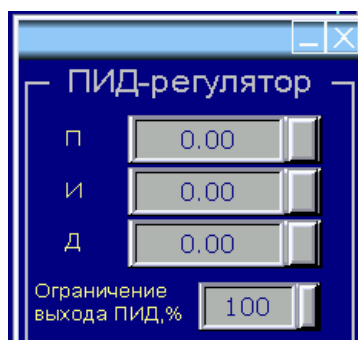 ПИД-регулятор
П 0.00
И 0.00
Д 0.00
Ограничение
выхода ПИД,% 100